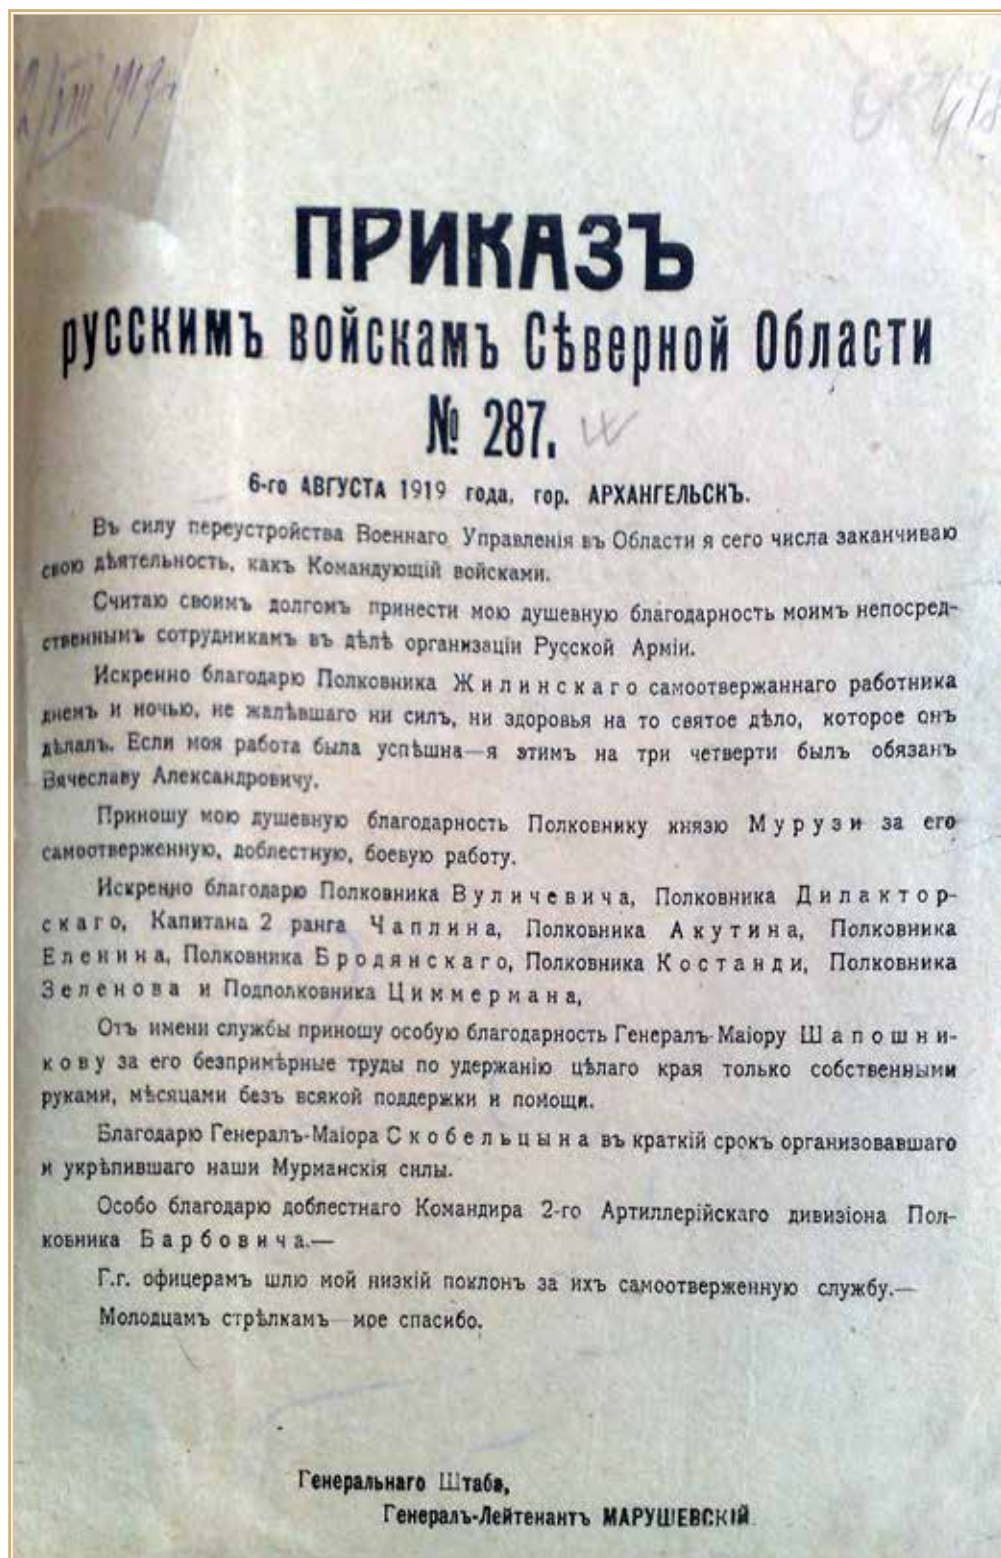 2/VIII 1919 г.
ПРИКАЗЪ
русскимъ войскамъ Сѣверной Области
№ 287.
6-го АВГУСТА 1919 года, гор. АРХАНГЕЛЬСКЪ.
Въ силу переустройства Военнаго Управленія въ Области я сего числа заканчиваю
свою дѣятельность, какъ Командующій войсками.
Считаю своимъ долгомъ принести мою душевную благодарность моимъ непосред-
ственнымъ сотрудникамъ въ дѣлѣ организаціи Русской Арміи.
Искренно благодарю Полковника Жилинскаго самоотвержаннаго работника
днемъ и ночью, не жалѣвшаго ни силъ, ни здоровья на то святое дѣло, которое онъ
дѣлалъ. Если моя работа была успѣшна—я этимъ на три четверти былъ обязанъ
Вячеславу Александровичу.
Приношу мою душевную благодарность Полковнику князю Мурузи за его
самоотверженную, доблестную, боевую работу.
Искренно благодарю Полковника Вуличевича, Полковника Дилактор-
скаго, Капитана 2 ранга Чаплина, Полковника Акутина, Полковника
Еленина, Полковника Бродянскаго, Полковника Костанди, Полковника
Зеленова и Подполковника Циммермана,
Отъ имени службы приношу особую благодарность Генералъ-Маіору Шапошни-
кову за его безпримѣрные труды по удержанію цѣлаго края только собственными
руками, мѣсяцами безъ всякой поддержки и помощи.
Благодарю Генералъ-Маіора Скобельцына въ краткій срокъ организовавшаго
и укрѣпившаго наши Мурманскія силы.
Особо благодарю доблестнаго Командира 2-го Артиллерійскаго дивизіона Пол-
ковника Барбовича.—
Г.г. офицерамъ шлю мой низкій поклонъ за ихъ самоотверженную службу.—
Молодцамъ стрѣлкамъ—мое спасибо.
Генеральнаго Штаба,
Генералъ-Лейтенантъ МАРУШЕВСКІЙ